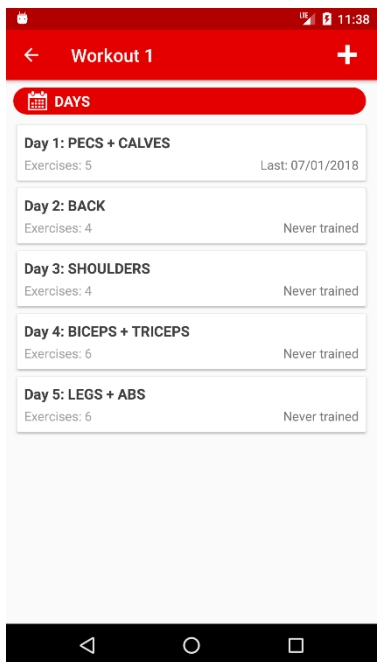 LTE 11:38
Workout 1
DAYS
Day 1: PECS + CALVES
Exercises: 5 Last: 07/01/2018
Day 2: BACK
Exercises: 4 Never trained
Day 3: SHOULDERS
Exercises: 4 Never trained
Day 4: BICEPS + TRICEPS
Exercises: 6 Never trained
Day 5: LEGS + ABS
Exercises: 6 Never trained